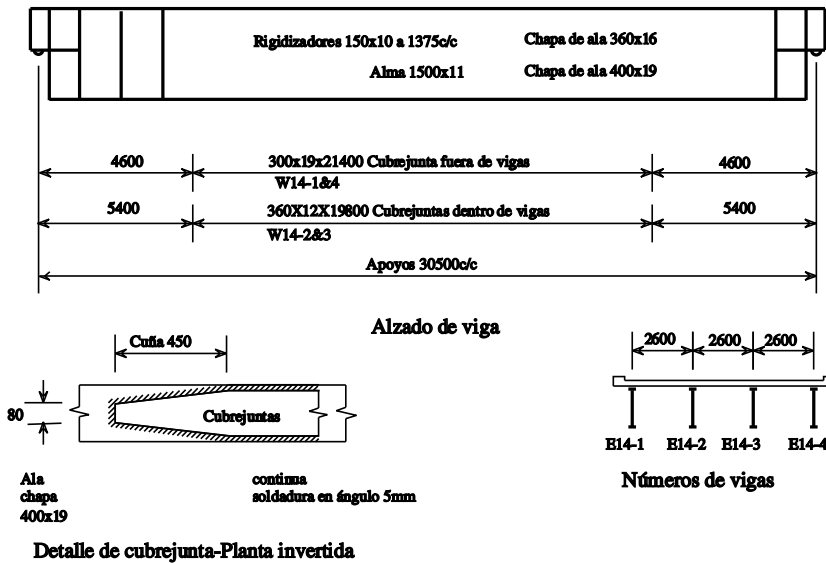 Rigidizadores 150x10 a 1375c/c
Chapa de ala 360x16
Alma 1500x11
Chapa de ala 400x19
4600
300x19x21400 Cubrejunta fuera de vigas
4600
W14-1&4
5400
360X12X19800 Cubrejuntas dentro de vigas
5400
W14-2&3
Apoyos 30500c/c
Alzado de viga
Cuña 450
2600
2600
2600
80
Cubrejuntas
E14-1
E14-2
E14-3
E14-4
Números de vigas
Ala
chapa
400x19
continua
soldadura en ángulo 5mm
Detalle de cubrejunta-Planta invertida